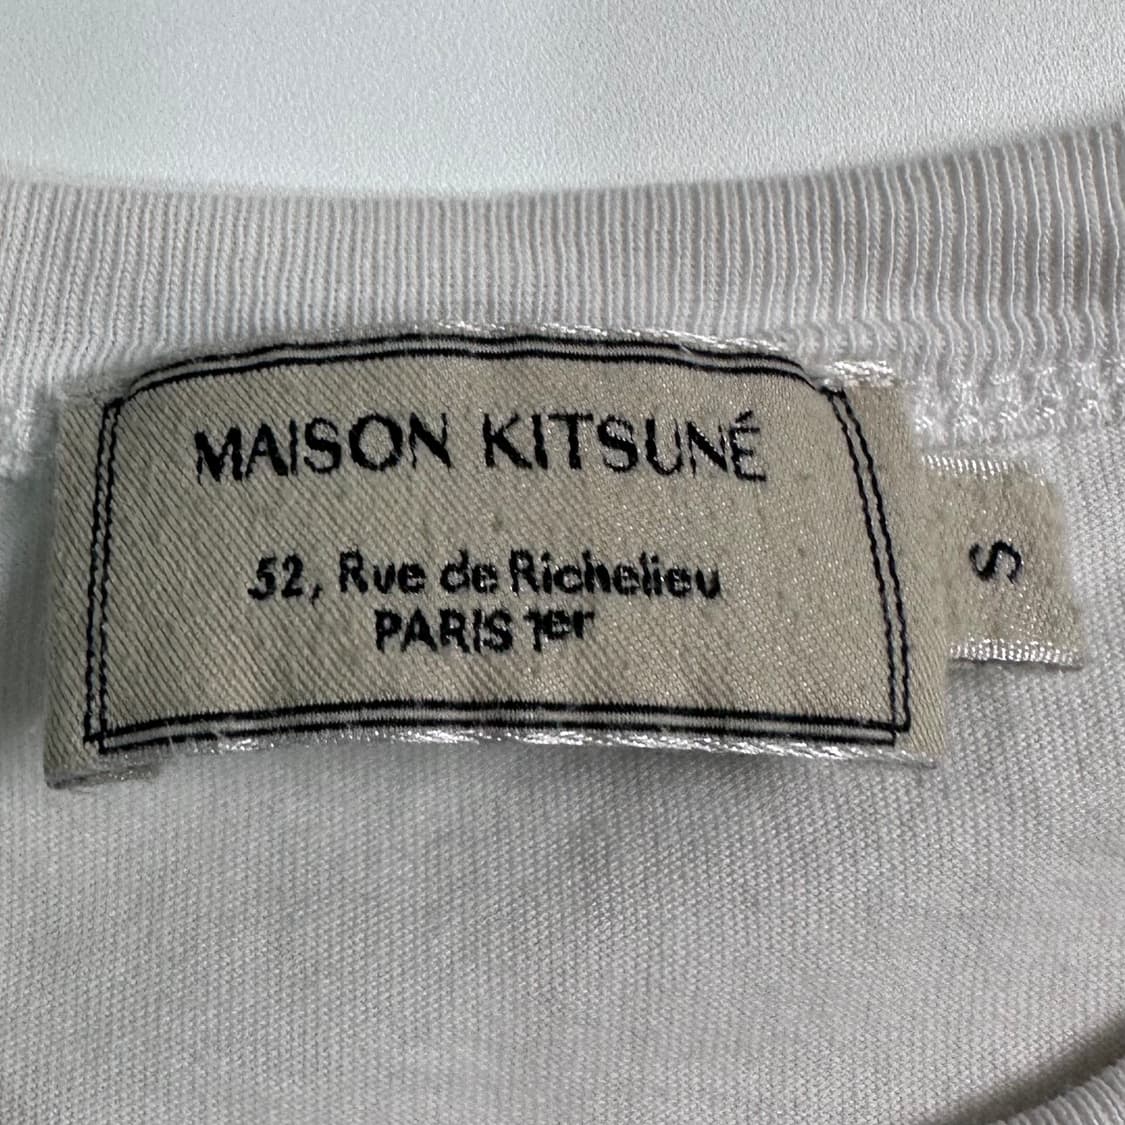 MAISON KITSUNÉ
52, Rue de Richelieu
PARIS 1er
S